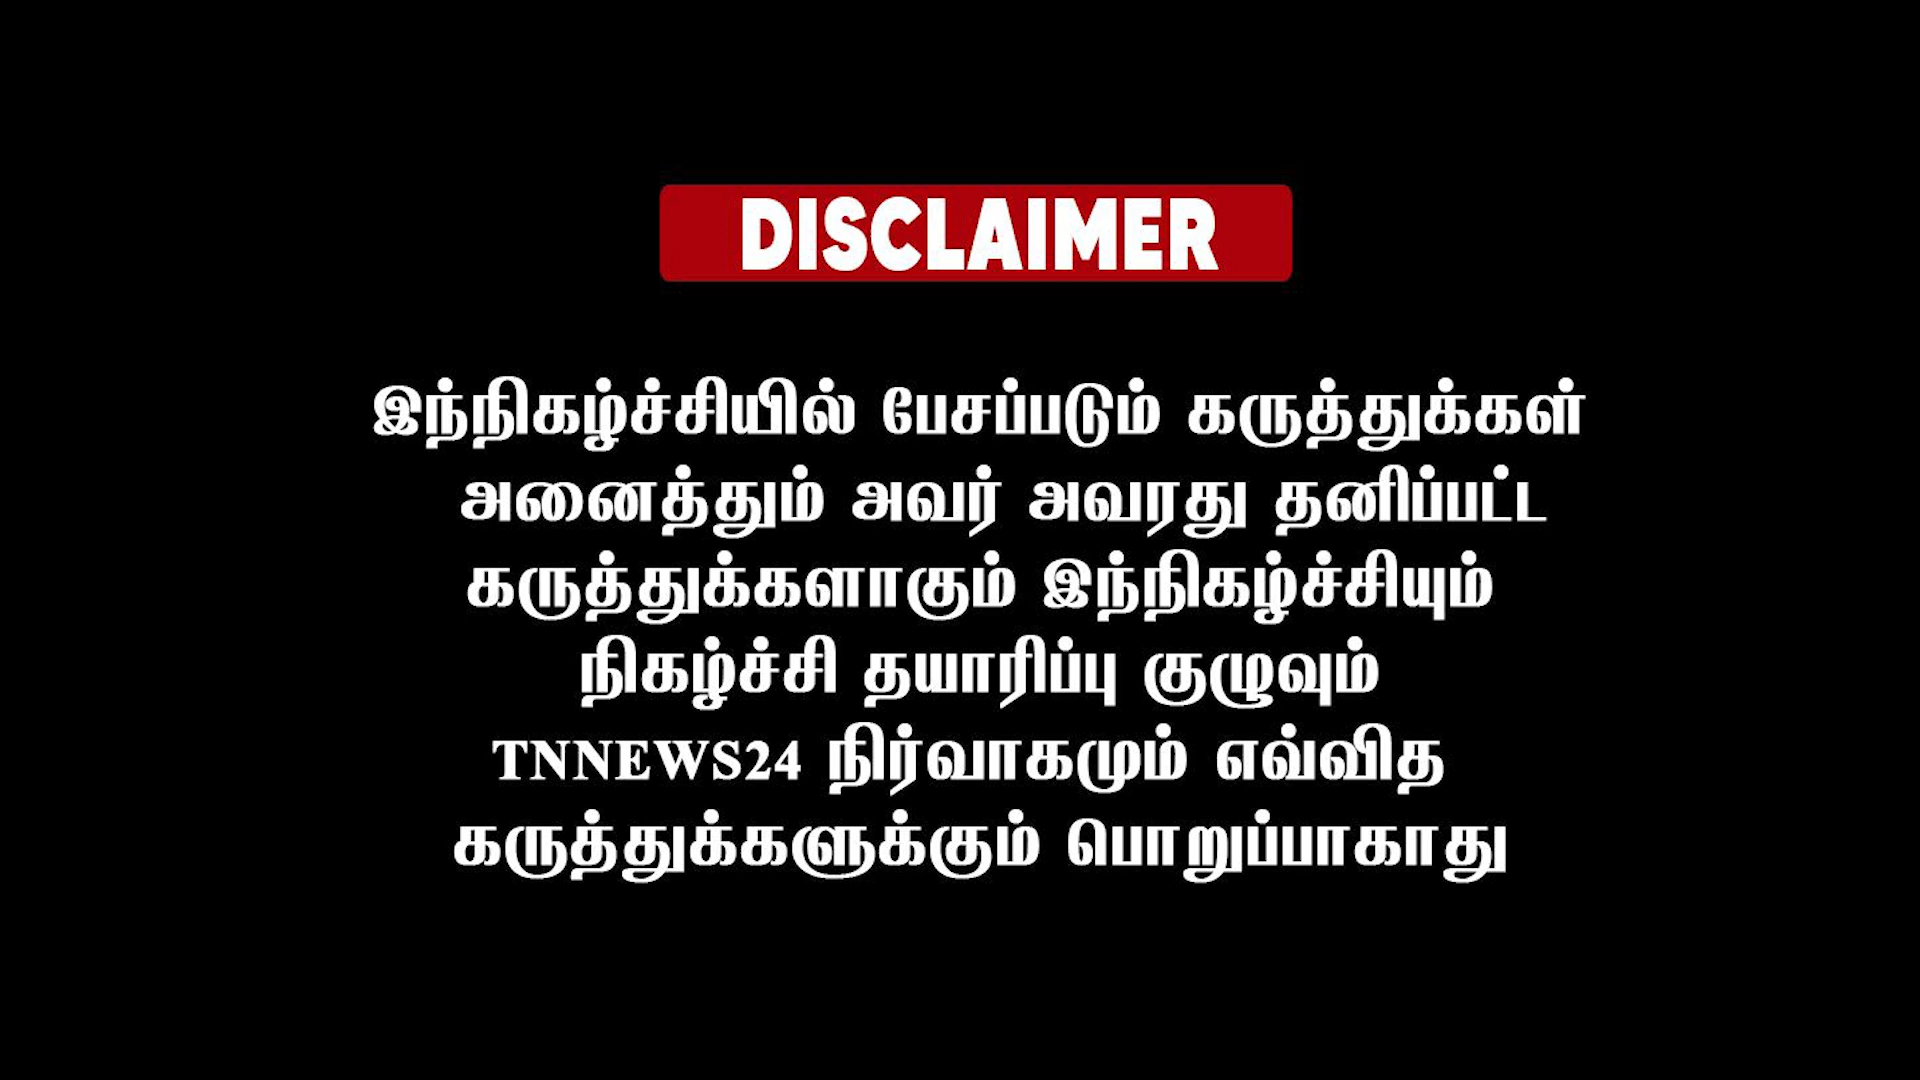 DISCLAIMER
இந்நிகழ்ச்சியில் பேசப்படும் கருத்துக்கள்
அனைத்தும் அவர் அவரது தனிப்பட்ட
கருத்துக்களாகும் இந்நிகழ்ச்சியும்
நிகழ்ச்சி தயாரிப்பு குழுவும்
TNNEWS24 நிர்வாகமும் எவ்வித
கருத்துக்களுக்கும் பொறுப்பாகாது